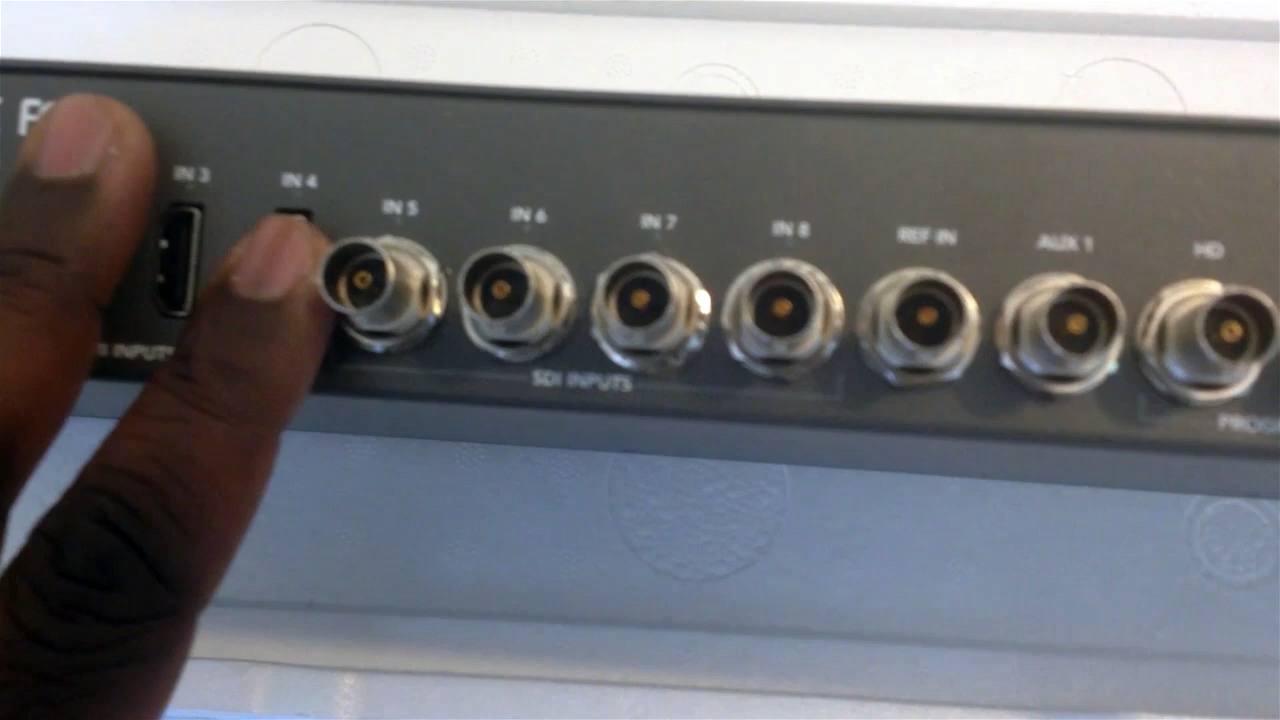 IN 3
IN 4
IN 5
IN 6
IN 7
IN 8
REF IN
AUX 1
HD
INPUTS
SDI INPUTS